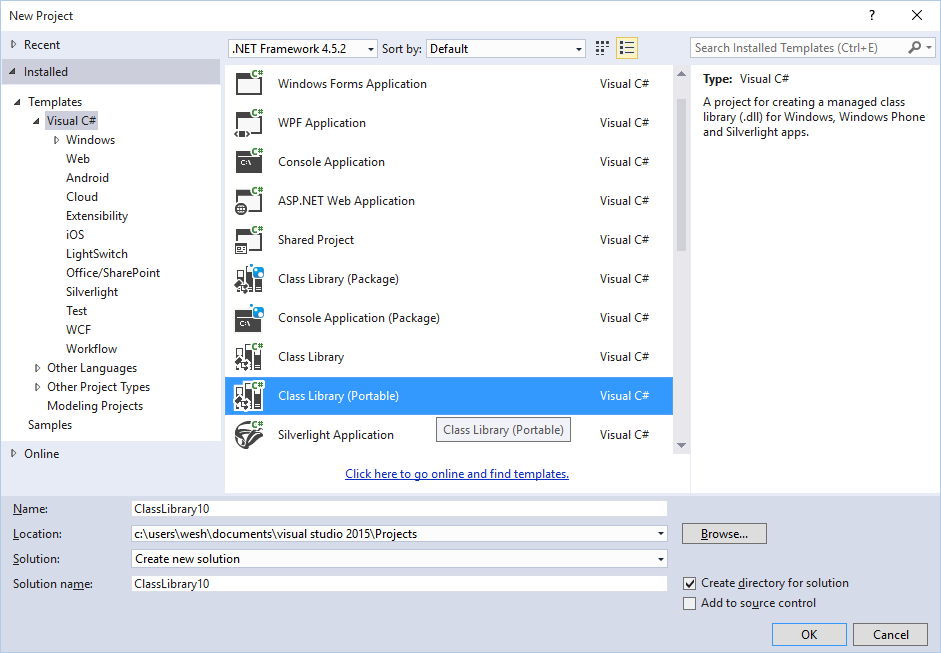 New Project
?
Recent
Installed
Templates
Visual C#
Windows
Web
Android
Cloud
Extensibility
iOS
LightSwitch
Office/SharePoint
Silverlight
Test
WCF
Workflow
Other Languages
Other Project Types
Modeling Projects
Samples
Online
.NET Framework 4.5.2 Sort by: Default
Windows Forms Application Visual C#
WPF Application Visual C#
Console Application Visual C#
ASP.NET Web Application Visual C#
Shared Project Visual C#
Class Library (Package) Visual C#
Console Application (Package) Visual C#
Class Library Visual C#
Class Library (Portable) Visual C#
Silverlight Application Visual C#
Class Library (Portable)
Click here to go online and find templates.
Search Installed Templates (Ctrl+E)
Type: Visual C#
A project for creating a managed class
library (.dll) for Windows, Windows Phone
and Silverlight apps.
Name: ClassLibrary10
Location: c:\users\wesh\documents\visual studio 2015\Projects
Browse...
Solution: Create new solution
Solution name: ClassLibrary10
Create directory for solution
Add to source control
OK Cancel